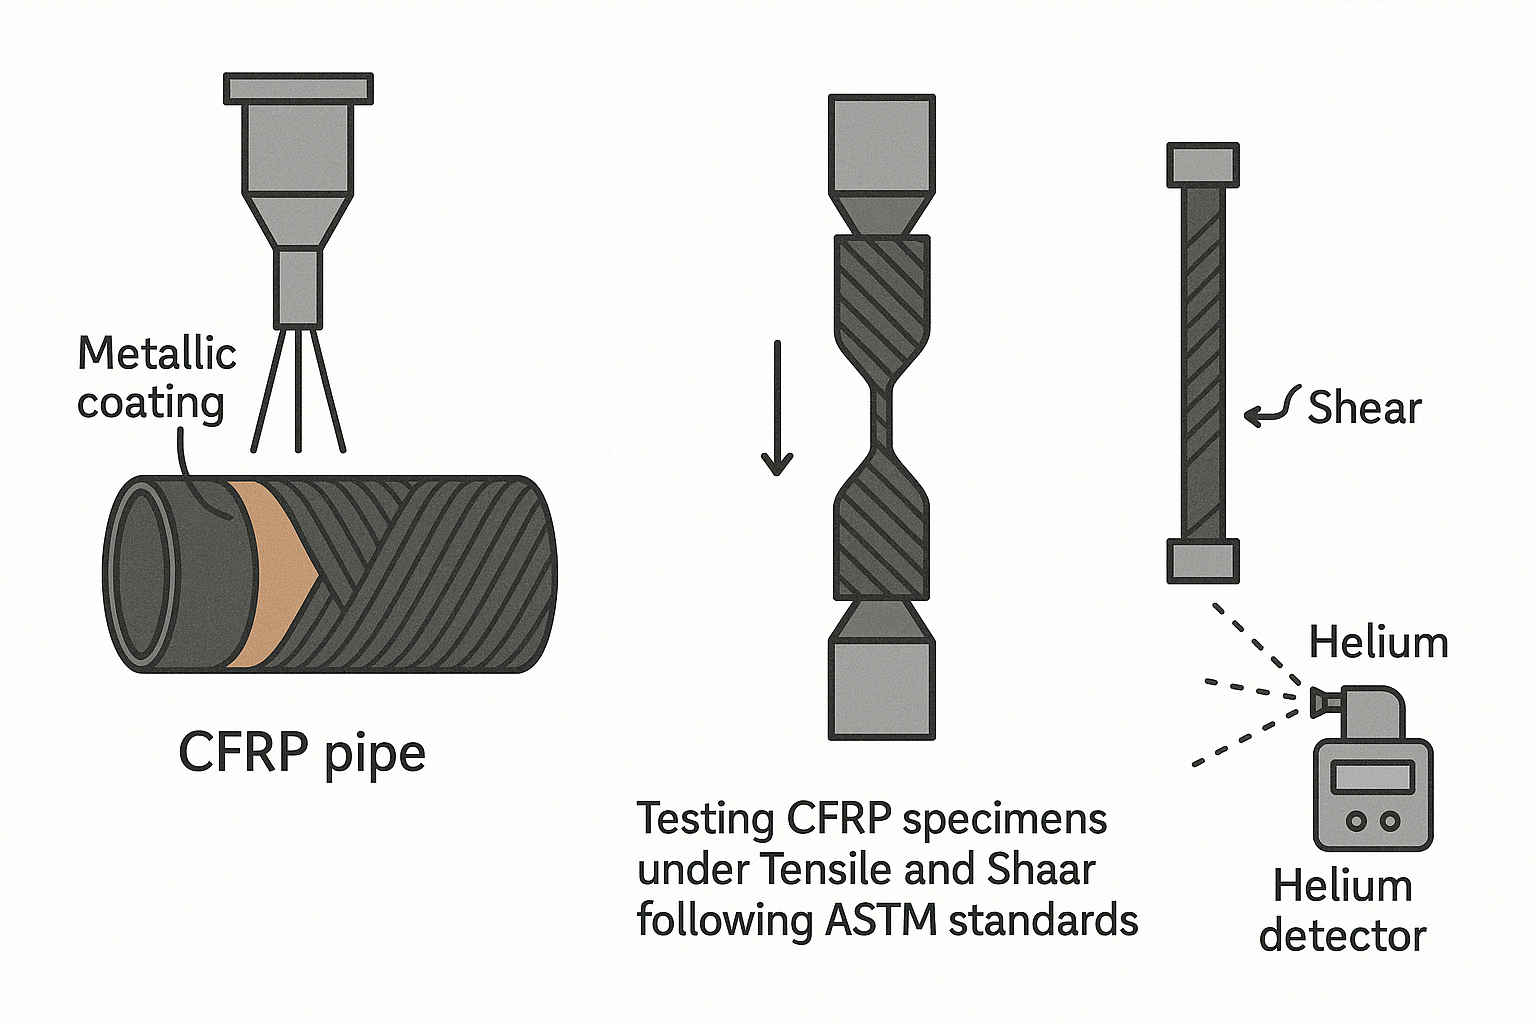 Metallic
coating
CFRP pipe
Testing CFRP specimens
under Tensile and Shaar
following ASTM standards
Shear
Helium
Helium
detector